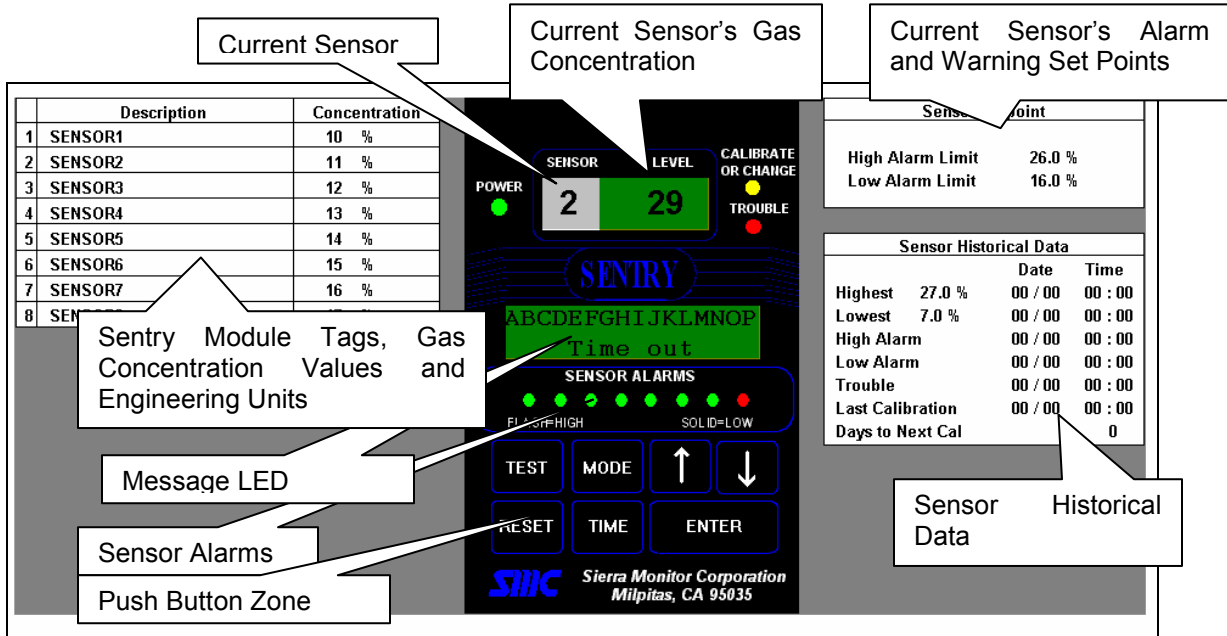 Current Sensor
Current Sensor's Gas
Concentration
Current Sensor's Alarm
and Warning Set Points
Description Concentration
1 SENSOR1 10 %
2 SENSOR2 11 %
3 SENSOR3 12 %
4 SENSOR4 13 %
5 SENSOR5 14 %
6 SENSOR6 15 %
7 SENSOR7 16 %
8
Sentry Module Tags, Gas
Concentration Values and
Engineering Units
Message LED
Sensor Alarms
Push Button Zone
SENSOR LEVEL
CALIBRATE
OR CHANGE
POWER
2 29
TROUBLE
SENTRY
ABCDEFGHIJKLMNOP
Time out
SENSOR ALARMS
FLASH=HIGH SOLID=LOW
TEST MODE ↑ ↓
RESET TIME ENTER
SMC
Sierra Monitor Corporation
Milpitas, CA 95035
High Alarm Limit 26.0 %
Low Alarm Limit 16.0 %
Sensor Historical Data
Date Time
Highest 27.0 % 00 / 00 00 : 00
Lowest 7.0 % 00 / 00 00 : 00
High Alarm 00 / 00 00 : 00
Low Alarm 00 / 00 00 : 00
Trouble 00 / 00 00 : 00
Last Calibration 00 / 00 00 : 00
Days to Next Cal 0
Sensor Historical
Data